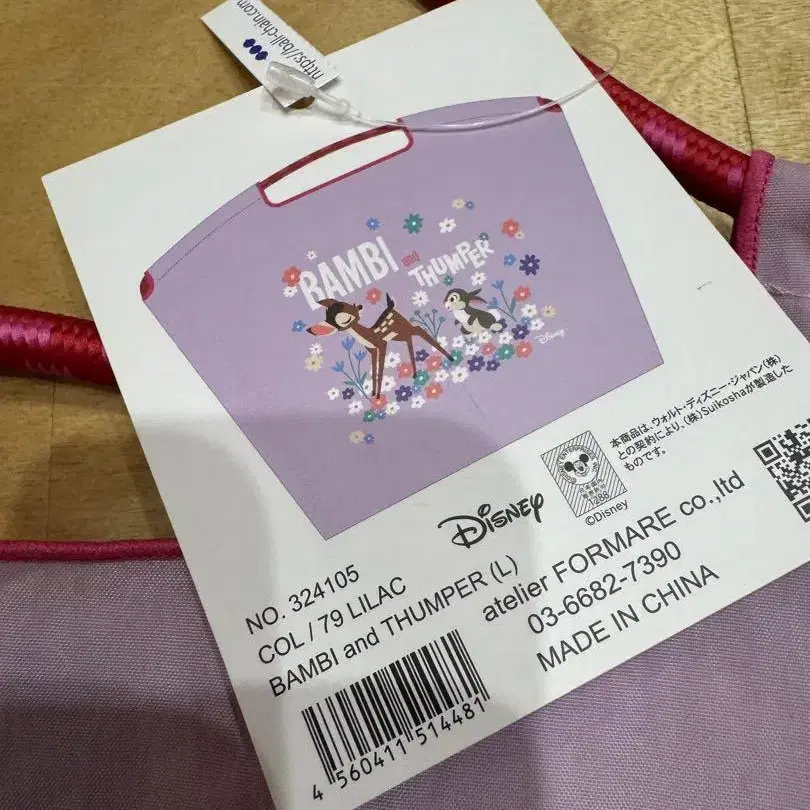 https://ball-chain.com
BAMBI and THUMPER
Disney
本商品は、ウォルト・ディズニー・ジャパン(株)
との契約により、(株)Suikoshaが製造した
ものです。
1288
©Disney
Disney
NO. 324105
COL / 79 LILAC
BAMBI and THUMPER (L)
atelier FORMARE co.,ltd
03-6682-7390
MADE IN CHINA
4 560411 514481